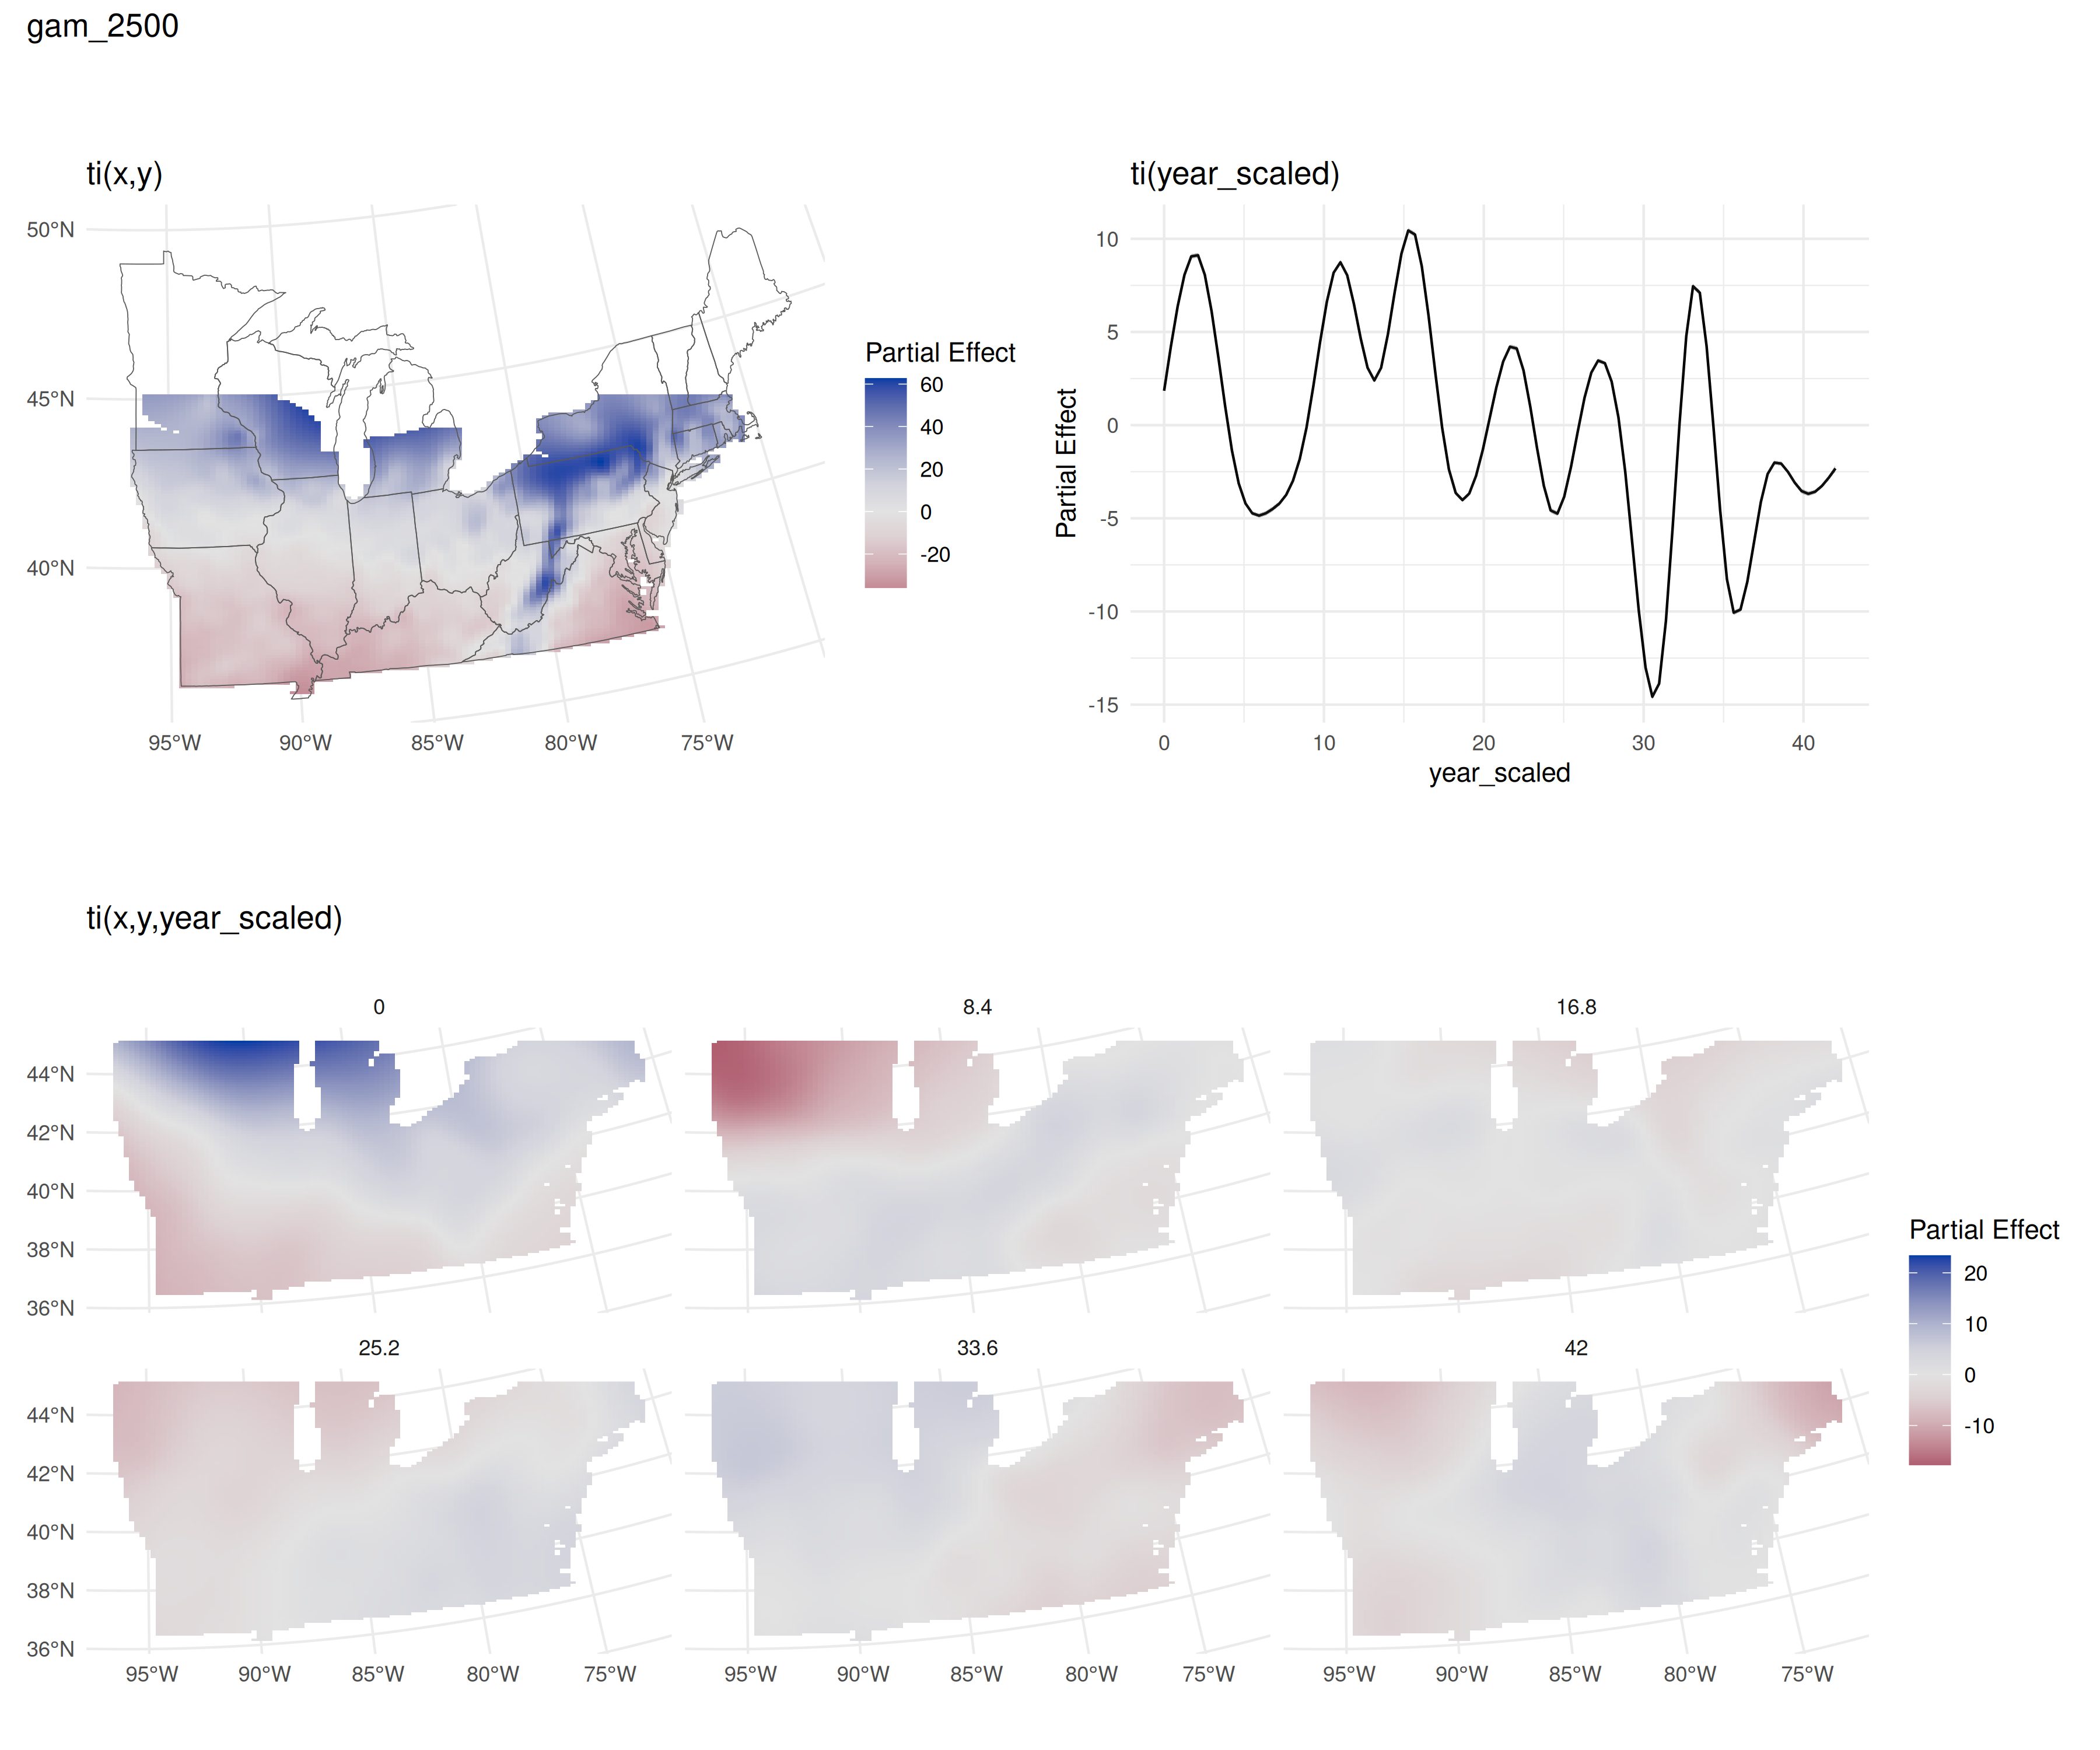 gam_2500
ti(x,y)
50°N
45°N
40°N
95°W 90°W 85°W 80°W 75°W
Partial Effect
60
40
20
0
-20
ti(year_scaled)
Partial Effect
10
5
0
-5
-10
-15
0 10 20 30 40
year_scaled
ti(x,y,year_scaled)
0 8.4 16.8
44°N
42°N
40°N
38°N
36°N
25.2 33.6 42
44°N
42°N
40°N
38°N
36°N
95°W 90°W 85°W 80°W 75°W 95°W 90°W 85°W 80°W 75°W 95°W 90°W 85°W 80°W 75°W
Partial Effect
20
10
0
-10